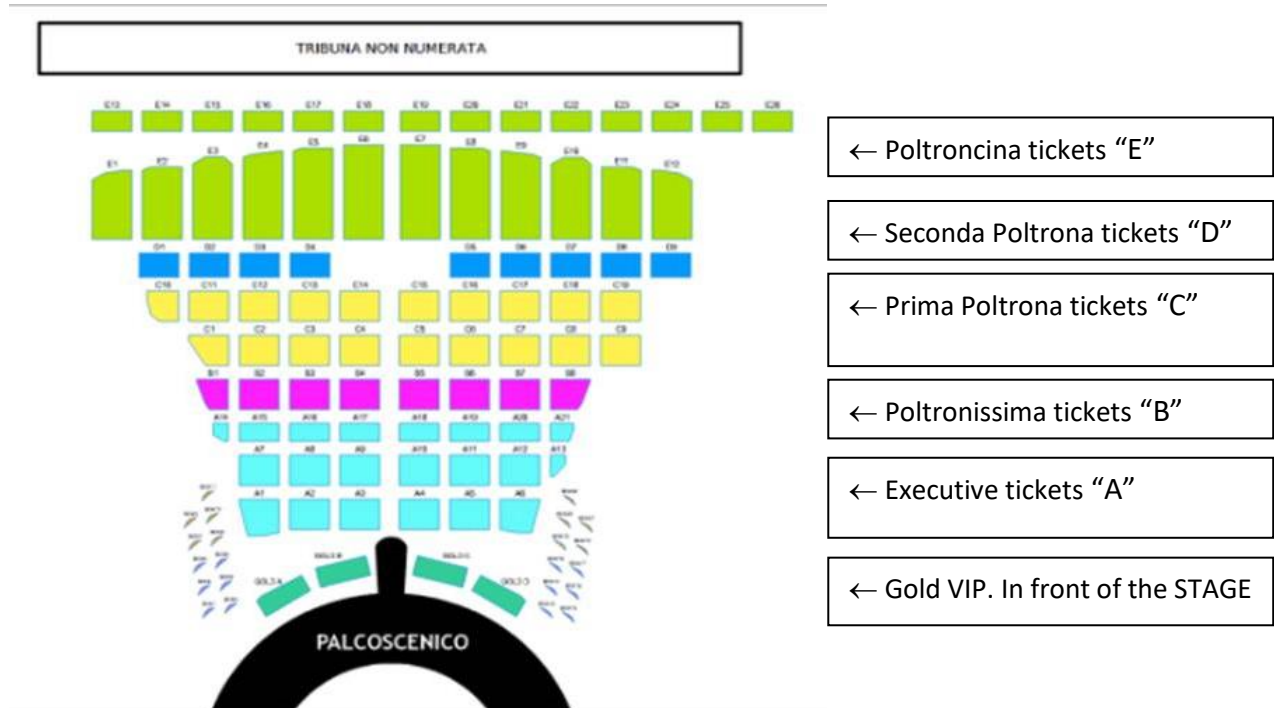 TRIBUNA NON NUMERATA
E13 E14 E15 E16 E17 E18 E19 E20 E21 E22 E23 E24 E25 E26
← Poltroncina tickets “E”
E1 E2 E3 E4 E5 E6 E7 E8 E9 E10 E11 E12
← Seconda Poltrona tickets “D”
D1 D2 D3 D4 D5 D6 D7 D8 D9
C10 C11 C12 C13 C14 C15 C16 C17 C18 C19
← Prima Poltrona tickets “C”
C1 C2 C3 C4 C5 C6 C7 C8 C9
B1 B2 B3 B4 B5 B6 B7 B8
← Poltronissima tickets “B”
A14 A15 A16 A17 A18 A19 A20 A21
A7 A8 A9 A10 A11 A12 A13
← Executive tickets “A”
A1 A2 A3 A4 A5 A6
GOLD B GOLD C
GOLD A GOLD D
← Gold VIP. In front of the STAGE
PALCOSCENICO